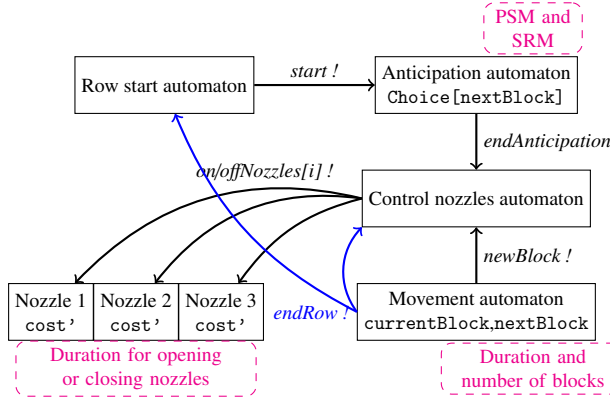 PSM and
SRM
Row start automaton
start !
Anticipation automaton
Choice[nextBlock]
endAnticipation
on/offNozzles[i] !
Control nozzles automaton
newBlock !
Nozzle 1
cost’
Nozzle 2
cost’
Nozzle 3
cost’
endRow !
Movement automaton
currentBlock,nextBlock
Duration for opening
or closing nozzles
Duration and
number of blocks